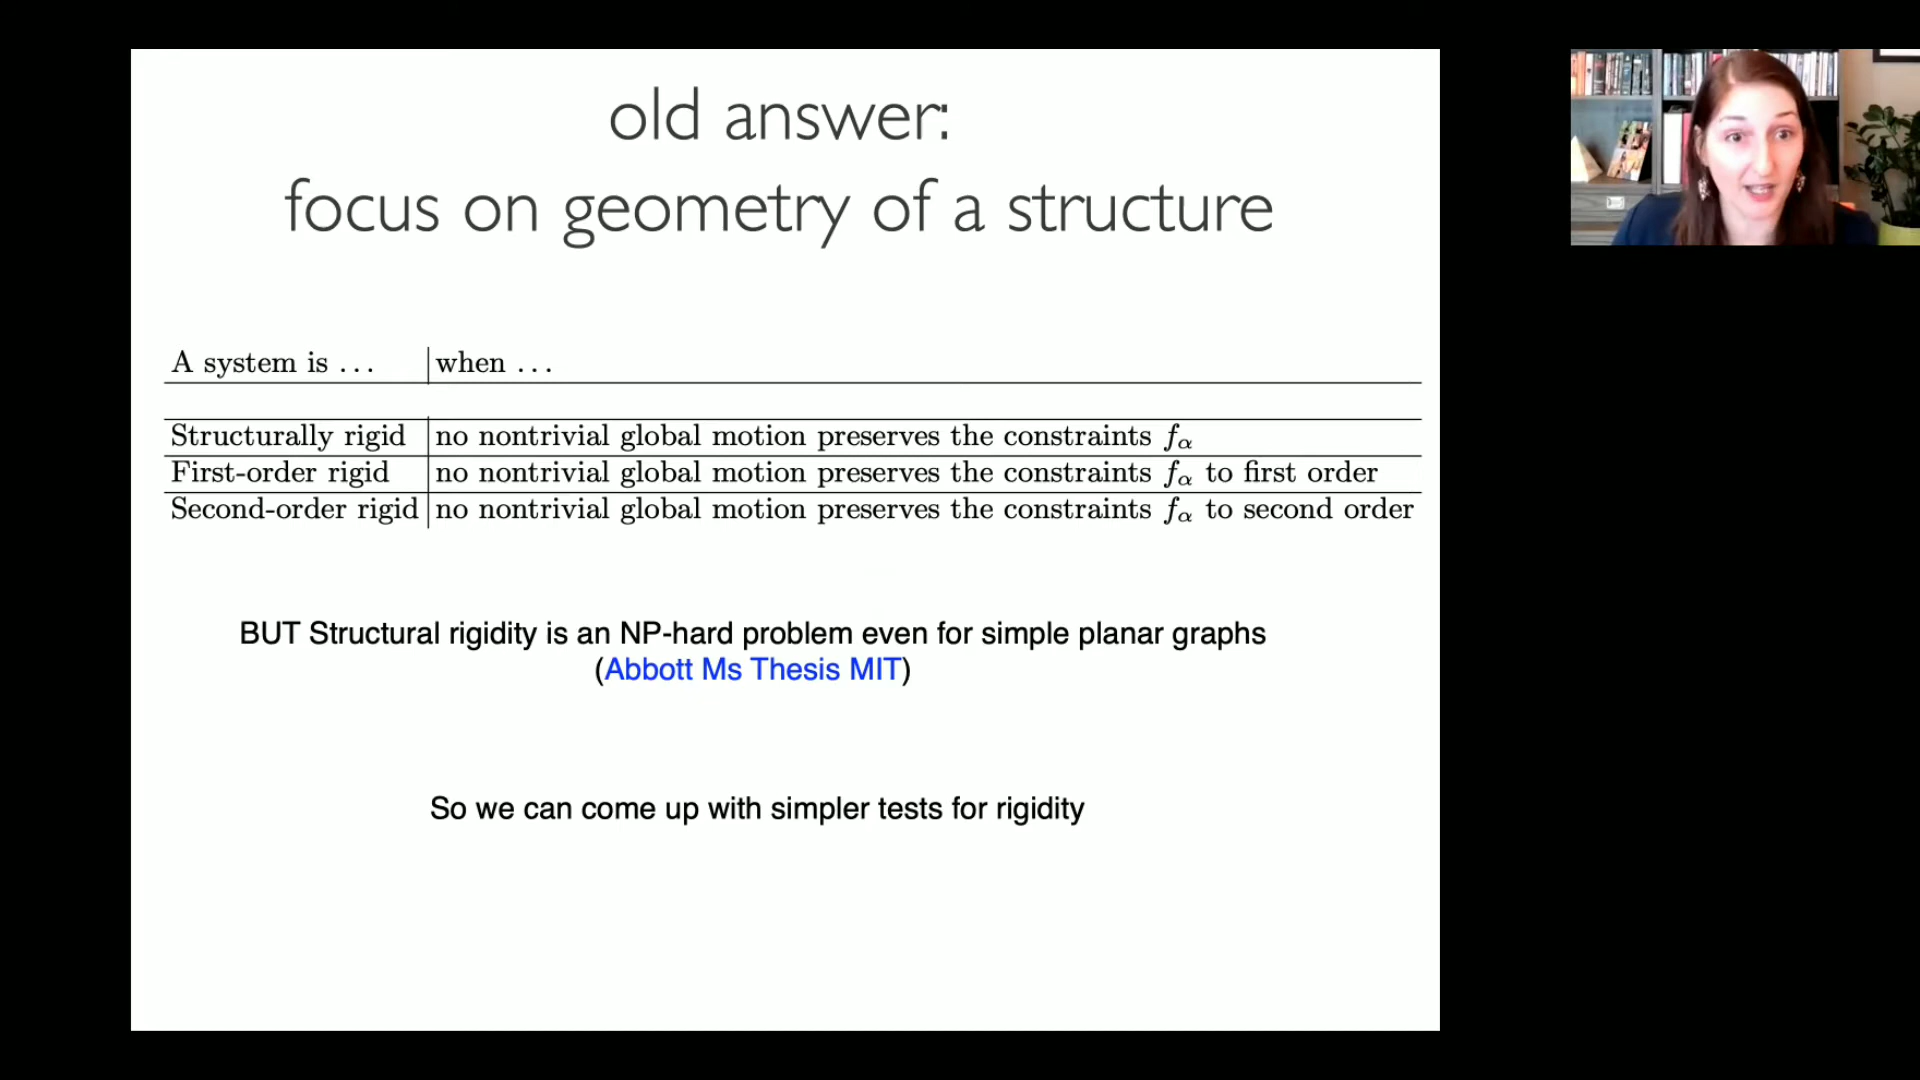 old answer:
focus on geometry of a structure
A system is ... when ...
Structurally rigid no nontrivial global motion preserves the constraints fα
First-order rigid no nontrivial global motion preserves the constraints fα to first order
Second-order rigid no nontrivial global motion preserves the constraints fα to second order
BUT Structural rigidity is an NP-hard problem even for simple planar graphs
(Abbott Ms Thesis MIT)
So we can come up with simpler tests for rigidity